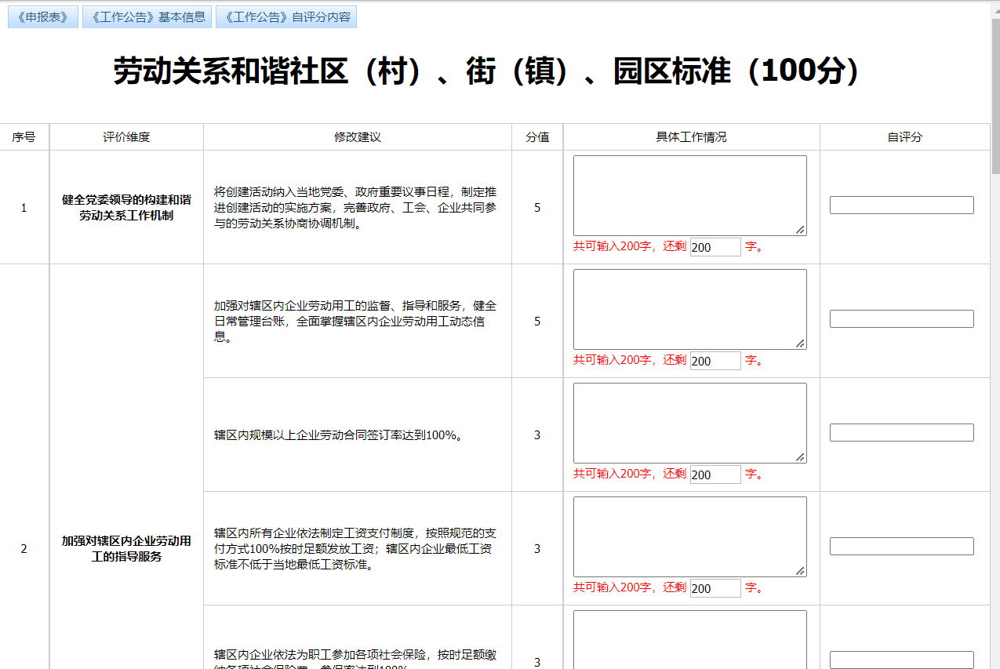 《申报表》 《工作公告》基本信息 《工作公告》自评分内容
劳动关系和谐社区（村）、街（镇）、园区标准（100分）
序号 评价维度 修改建议 分值 具体工作情况 自评分
1
健全党委领导的构建和谐
劳动关系工作机制
将创建活动纳入当地党委、政府重要议事日程，制定推
进创建活动的实施方案，完善政府、工会、企业共同参
与的劳动关系协商协调机制。
5
共可输入200字，还剩 200 字。
2
加强对辖区内企业劳动用
工的指导服务
加强对辖区内企业劳动用工的监督、指导和服务，健全
日常管理台账，全面掌握辖区内企业劳动用工动态信
息。
5
共可输入200字，还剩 200 字。
辖区内规模以上企业劳动合同签订率达到100%。
3
共可输入200字，还剩 200 字。
辖区内所有企业依法制定工资支付制度，按照规范的支
付方式100%按时足额发放工资；辖区内企业最低工资
标准不低于当地最低工资标准。
3
共可输入200字，还剩 200 字。
辖区内企业依法为职工参加各项社会保险，按时足额缴
纳各项社会保险费，参保率达到100%。
3